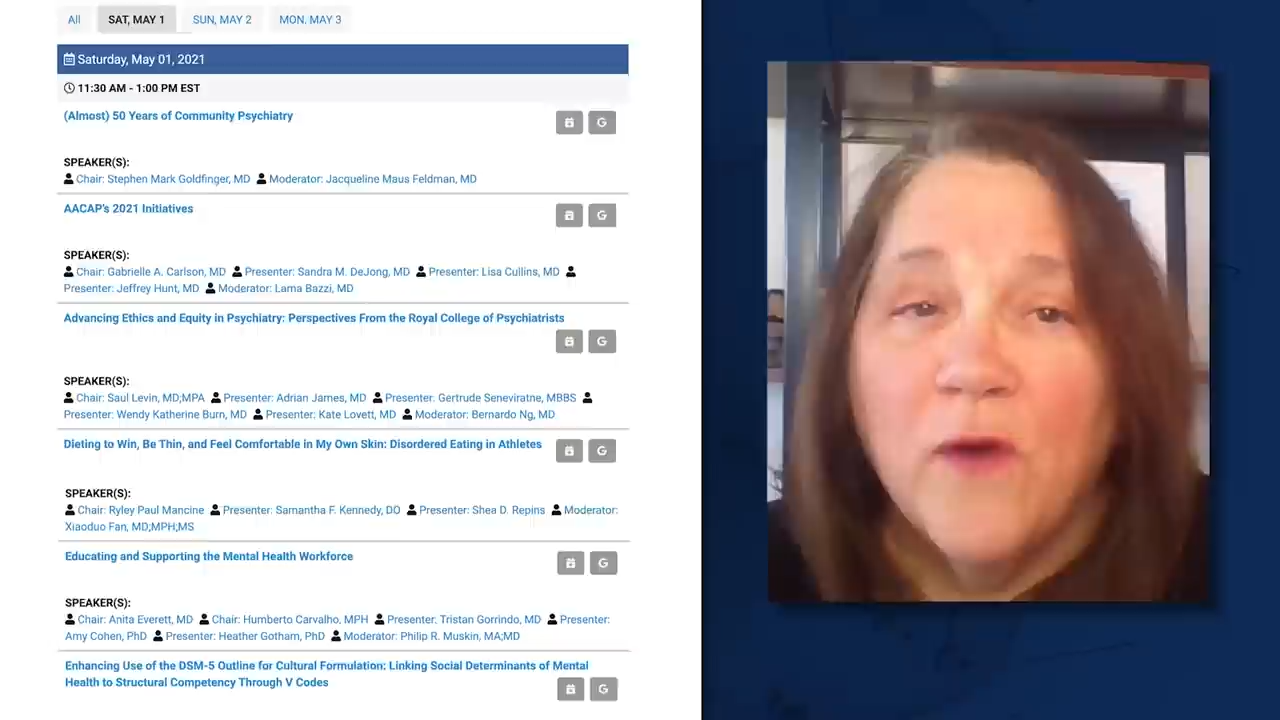 All SAT, MAY 1 SUN, MAY 2 MON. MAY 3
Saturday, May 01, 2021
11:30 AM - 1:00 PM EST
(Almost) 50 Years of Community Psychiatry
G
SPEAKER(S):
Chair: Stephen Mark Goldfinger, MD Moderator: Jacqueline Maus Feldman, MD
AACAP's 2021 Initiatives
G
SPEAKER(S):
Chair: Gabrielle A. Carlson, MD Presenter: Sandra M. DeJong, MD Presenter: Lisa Cullins, MD
Presenter: Jeffrey Hunt, MD Moderator: Lama Bazzi, MD
Advancing Ethics and Equity in Psychiatry: Perspectives From the Royal College of Psychiatrists
G
SPEAKER(S):
Chair: Saul Levin, MD;MPA Presenter: Adrian James, MD Presenter: Gertrude Seneviratne, MBBS
Presenter: Wendy Katherine Burn, MD Presenter: Kate Lovett, MD Moderator: Bernardo Ng, MD
Dieting to Win, Be Thin, and Feel Comfortable in My Own Skin: Disordered Eating in Athletes
G
SPEAKER(S):
Chair: Ryley Paul Mancine Presenter: Samantha F. Kennedy, DO Presenter: Shea D. Repins Moderator:
Xiaoduo Fan, MD;MPH;MS
Educating and Supporting the Mental Health Workforce
G
SPEAKER(S):
Chair: Anita Everett, MD Chair: Humberto Carvalho, MPH Presenter: Tristan Gorrindo, MD Presenter:
Amy Cohen, PhD Presenter: Heather Gotham, PhD Moderator: Philip R. Muskin, MA;MD
Enhancing Use of the DSM-5 Outline for Cultural Formulation: Linking Social Determinants of Mental
Health to Structural Competency Through V Codes
G